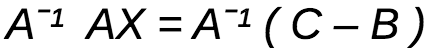 A⁻¹ AX = A⁻¹ ( C – B )